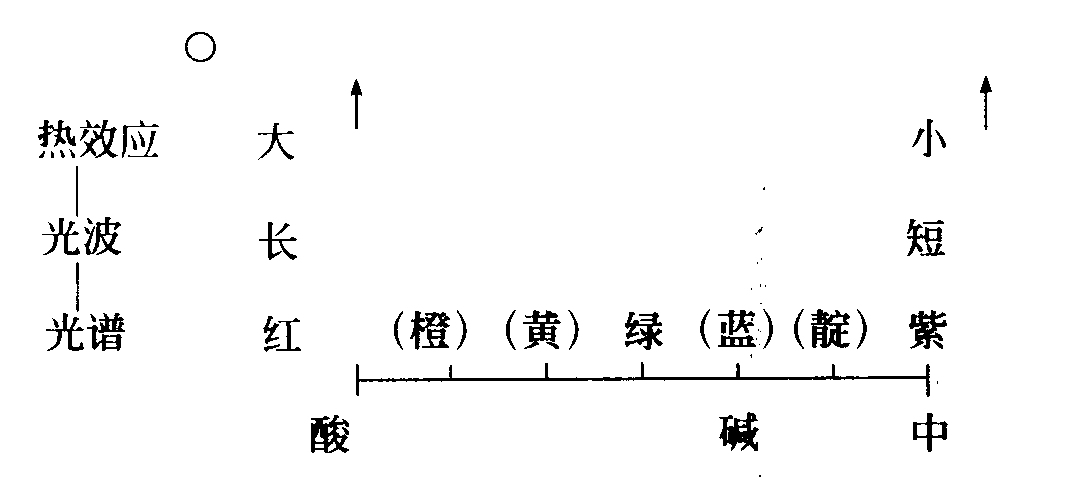 热效应 大 小
光波 长 短
光谱 红 (橙) (黄) 绿 (蓝) (靛) 紫
酸 碱 中